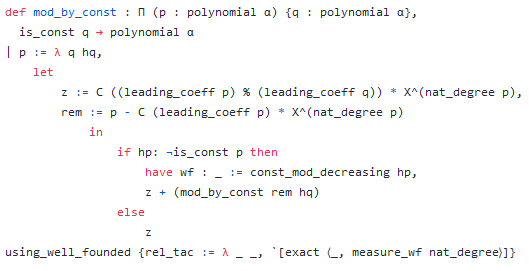 def mod_by_const : Π (p : polynomial α) {q : polynomial α},
  is_const q → polynomial α
| p := λ q hq,
    let
      z := C ((leading_coeff p) % (leading_coeff q)) * X^(nat_degree p),
      rem := p - C (leading_coeff p) * X^(nat_degree p)
            in
                if hp: ¬is_const p then
                    have wf : _ := const_mod_decreasing hp,
                    z + (mod_by_const rem hq)
                else
                    z
using_well_founded {rel_tac := λ _ _, `[exact ⟨_, measure_wf nat_degree⟩]}